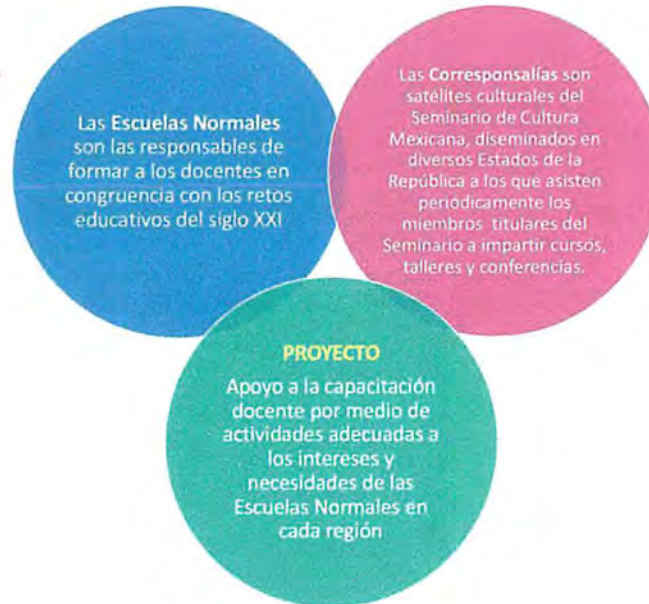 Las Escuelas Normales
son las responsables de
formar a los docentes en
congruencia con los retos
educativos del siglo XXI
Las Corresponsalías son
satélites culturales del
Seminario de Cultura
Mexicana, diseminados en
diversos Estados de la
República a los que asisten
periódicamente los
miembros titulares del
Seminario a impartir cursos,
talleres y conferencias.
PROYECTO
Apoyo a la capacitación
docente por medio de
actividades adecuadas a
los intereses y
necesidades de las
Escuelas Normales en
cada región